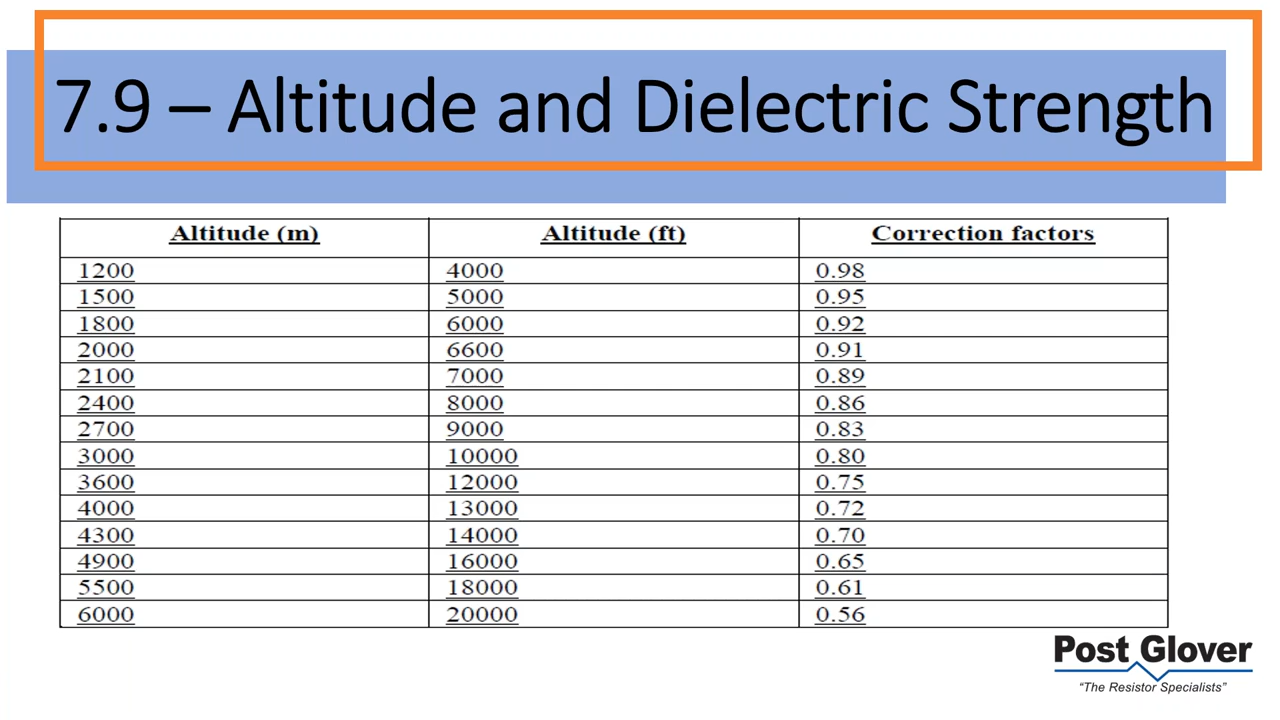 7.9 – Altitude and Dielectric Strength
Altitude (m) Altitude (ft) Correction factors
1200 4000 0.98
1500 5000 0.95
1800 6000 0.92
2000 6600 0.91
2100 7000 0.89
2400 8000 0.86
2700 9000 0.83
3000 10000 0.80
3600 12000 0.75
4000 13000 0.72
4300 14000 0.70
4900 16000 0.65
5500 18000 0.61
6000 20000 0.56
Post Glover
“The Resistor Specialists”